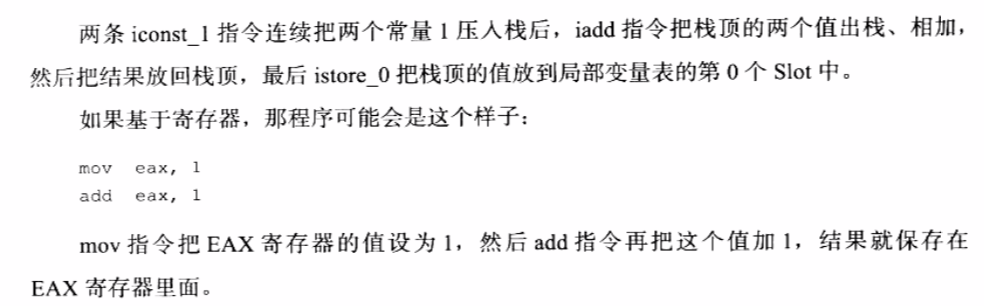 两条 iconst_1 指令连续把两个常量 1 压入栈后，iadd 指令把栈顶的两个值出栈、相加，
然后把结果放回栈顶，最后 istore_0 把栈顶的值放到局部变量表的第 0 个 Slot 中。
如果基于寄存器，那程序可能会是这个样子：
mov eax, 1
add eax, 1
mov 指令把 EAX 寄存器的值设为 1，然后 add 指令再把这个值加 1，结果就保存在
EAX 寄存器里面。